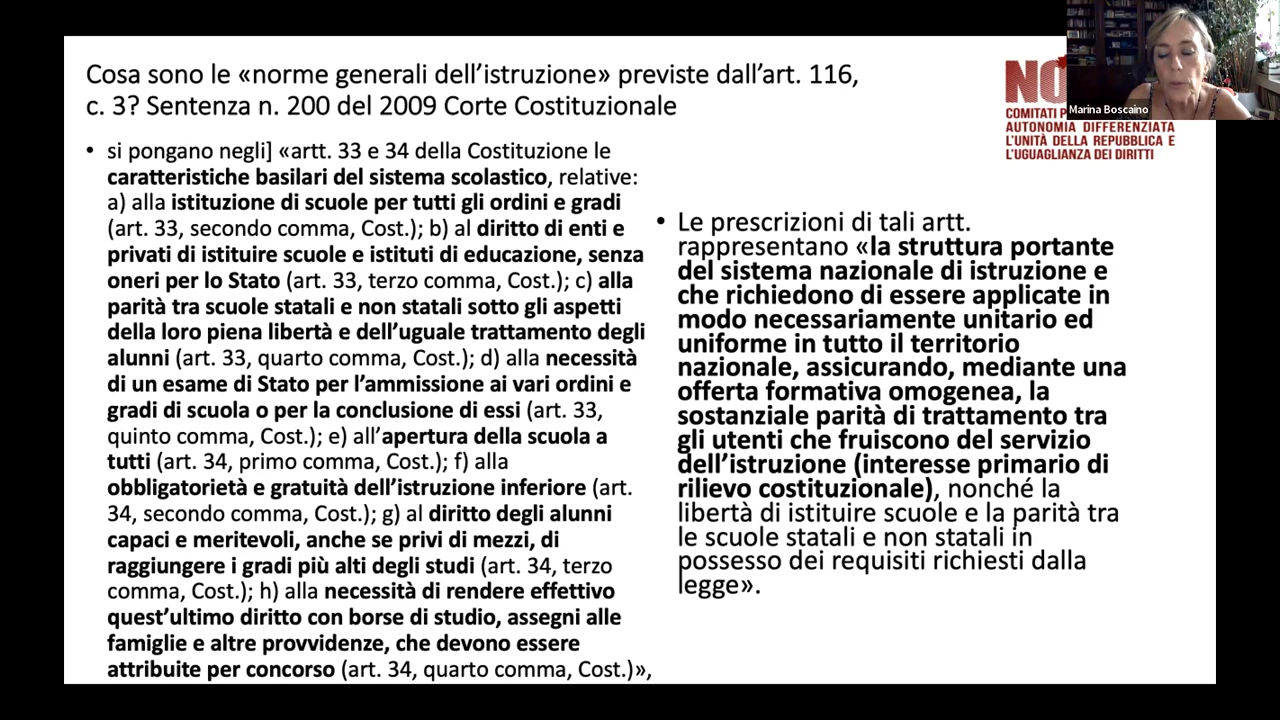 Cosa sono le «norme generali dell'istruzione» previste dall'art. 116,
c. 3? Sentenza n. 200 del 2009 Corte Costituzionale
• si pongano negli] «artt. 33 e 34 della Costituzione le
caratteristiche basilari del sistema scolastico, relative:
a) alla istituzione di scuole per tutti gli ordini e gradi
(art. 33, secondo comma, Cost.); b) al diritto di enti e
privati di istituire scuole e istituti di educazione, senza
oneri per lo Stato (art. 33, terzo comma, Cost.); c) alla
parità tra scuole statali e non statali sotto gli aspetti
della loro piena libertà e dell'uguale trattamento degli
alunni (art. 33, quarto comma, Cost.); d) alla necessità
di un esame di Stato per l'ammissione ai vari ordini e
gradi di scuola o per la conclusione di essi (art. 33,
quinto comma, Cost.); e) all'apertura della scuola a
tutti (art. 34, primo comma, Cost.); f) alla
obbligatorietà e gratuità dell'istruzione inferiore (art.
34, secondo comma, Cost.); g) al diritto degli alunni
capaci e meritevoli, anche se privi di mezzi, di
raggiungere i gradi più alti degli studi (art. 34, terzo
comma, Cost.); h) alla necessità di rendere effettivo
quest'ultimo diritto con borse di studio, assegni alle
famiglie e altre provvidenze, che devono essere
attribuite per concorso (art. 34, quarto comma, Cost.)»,
• Le prescrizioni di tali artt.
rappresentano «la struttura portante
del sistema nazionale di istruzione e
che richiedono di essere applicate in
modo necessariamente unitario ed
uniforme in tutto il territorio
nazionale, assicurando, mediante una
offerta formativa omogenea, la
sostanziale parità di trattamento tra
gli utenti che fruiscono del servizio
dell'istruzione (interesse primario di
rilievo costituzionale), nonché la
libertà di istituire scuole e la parità tra
le scuole statali e non statali in
possesso dei requisiti richiesti dalla
legge».
NO
COMITATI
AUTONOMIA DIFFERENZIATA
L'UNITÀ DELLA REPUBBLICA E
L'UGUAGLIANZA DEI DIRITTI
Marina Boscaino